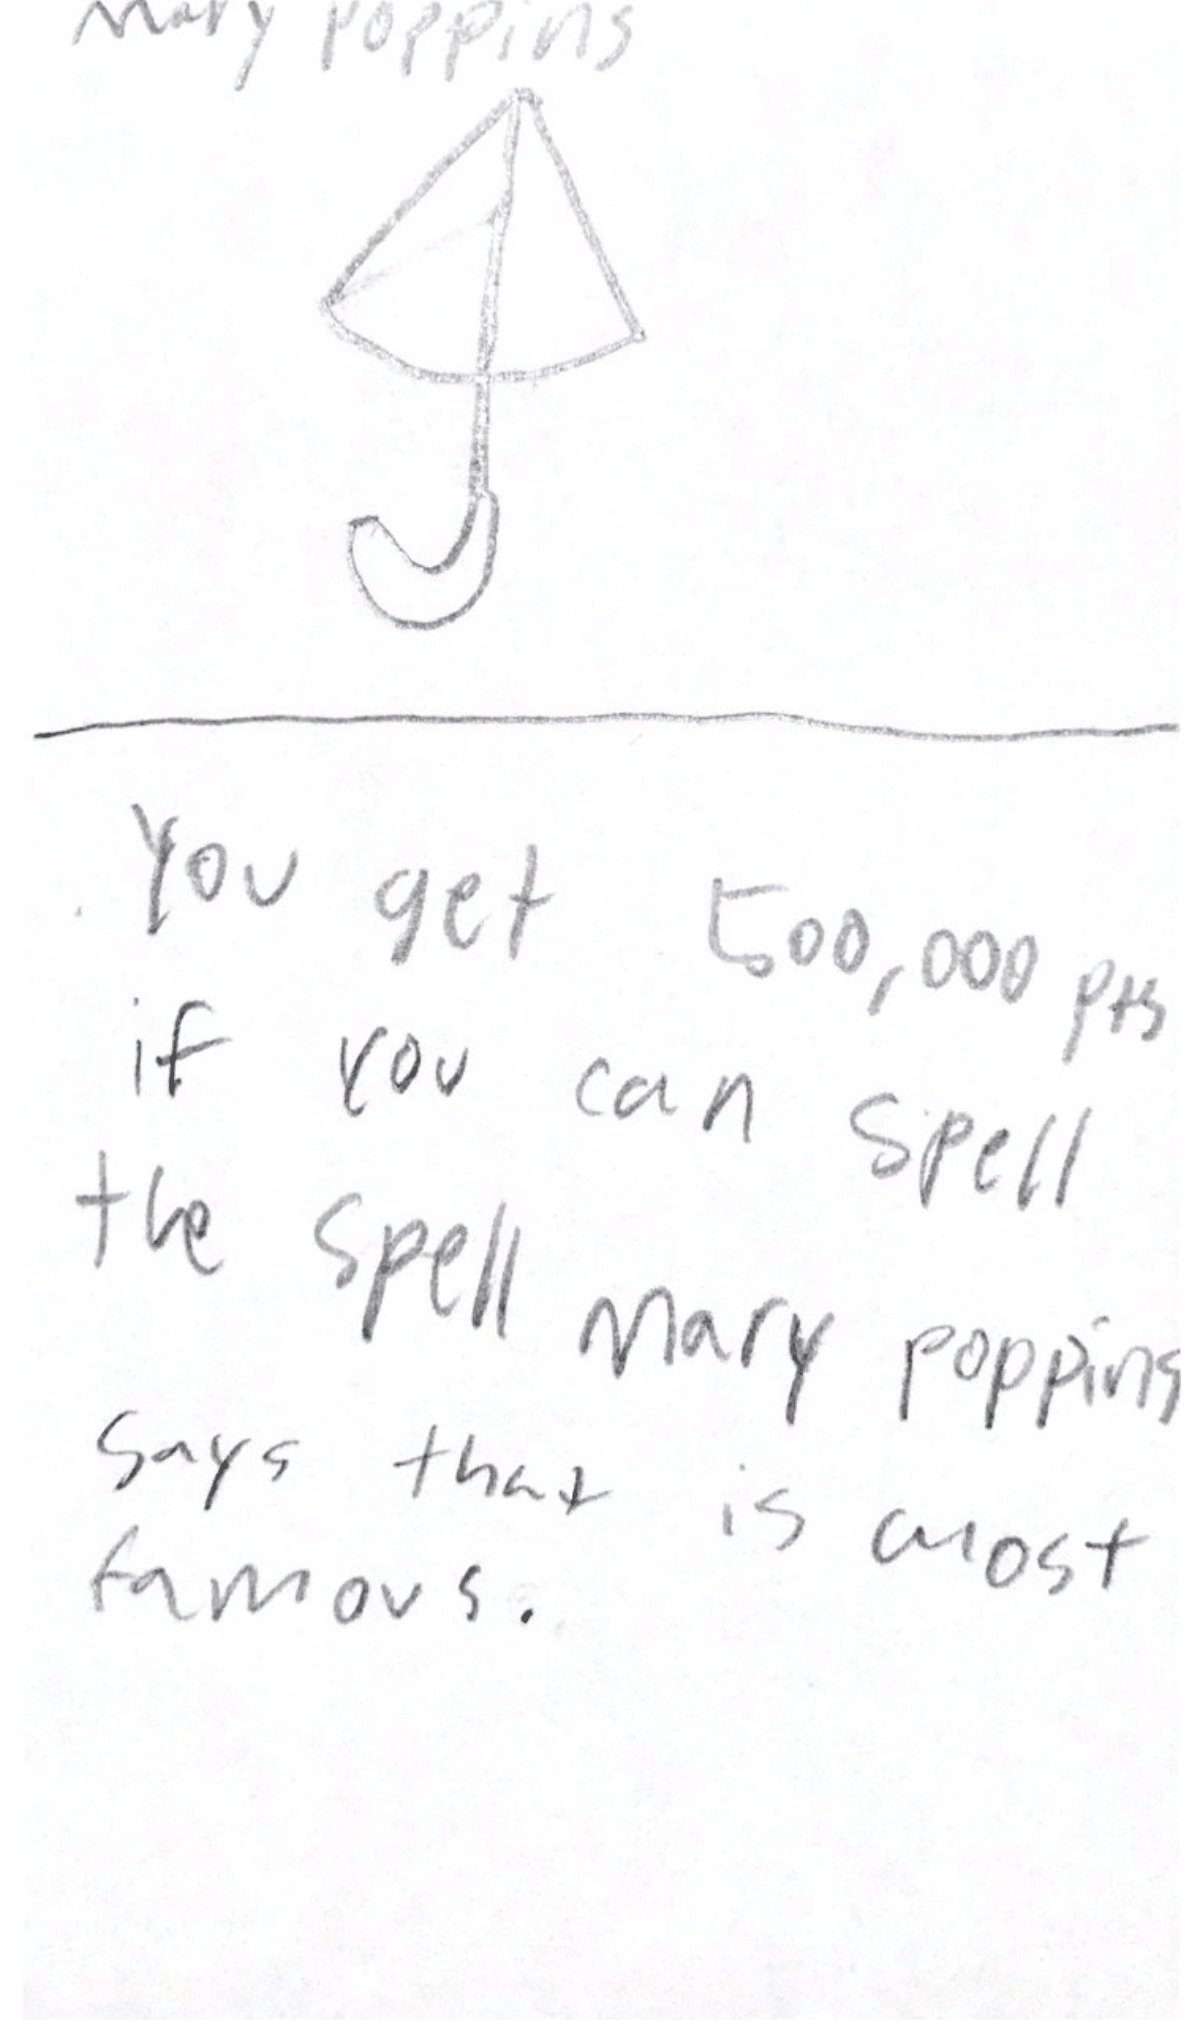 Mary poppins
You get 500,000 pts
if you can spell
the spell Mary poppins
says that is most
famous.